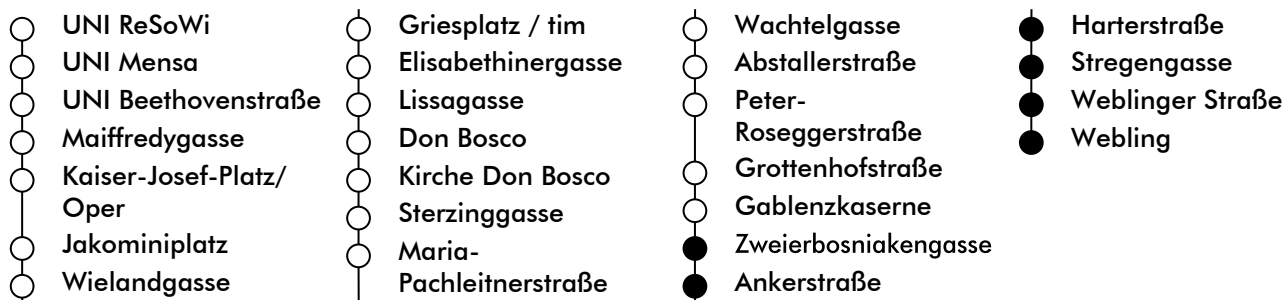 UNI ReSoWi
UNI Mensa
UNI Beethovenstraße
Maiffredygasse
Kaiser-Josef-Platz/
Oper
Jakominiplatz
Wielandgasse
Griesplatz / tim
Elisabethinergasse
Lissagasse
Don Bosco
Kirche Don Bosco
Sterzinggasse
Maria-
Pachleitnerstraße
Wachtelgasse
Abstallerstraße
Peter-
Roseggerstraße
Grottenhofstraße
Gablenzkaserne
Zweierbosniakengasse
Ankerstraße
Harterstraße
Stregengasse
Weblinger Straße
Webling